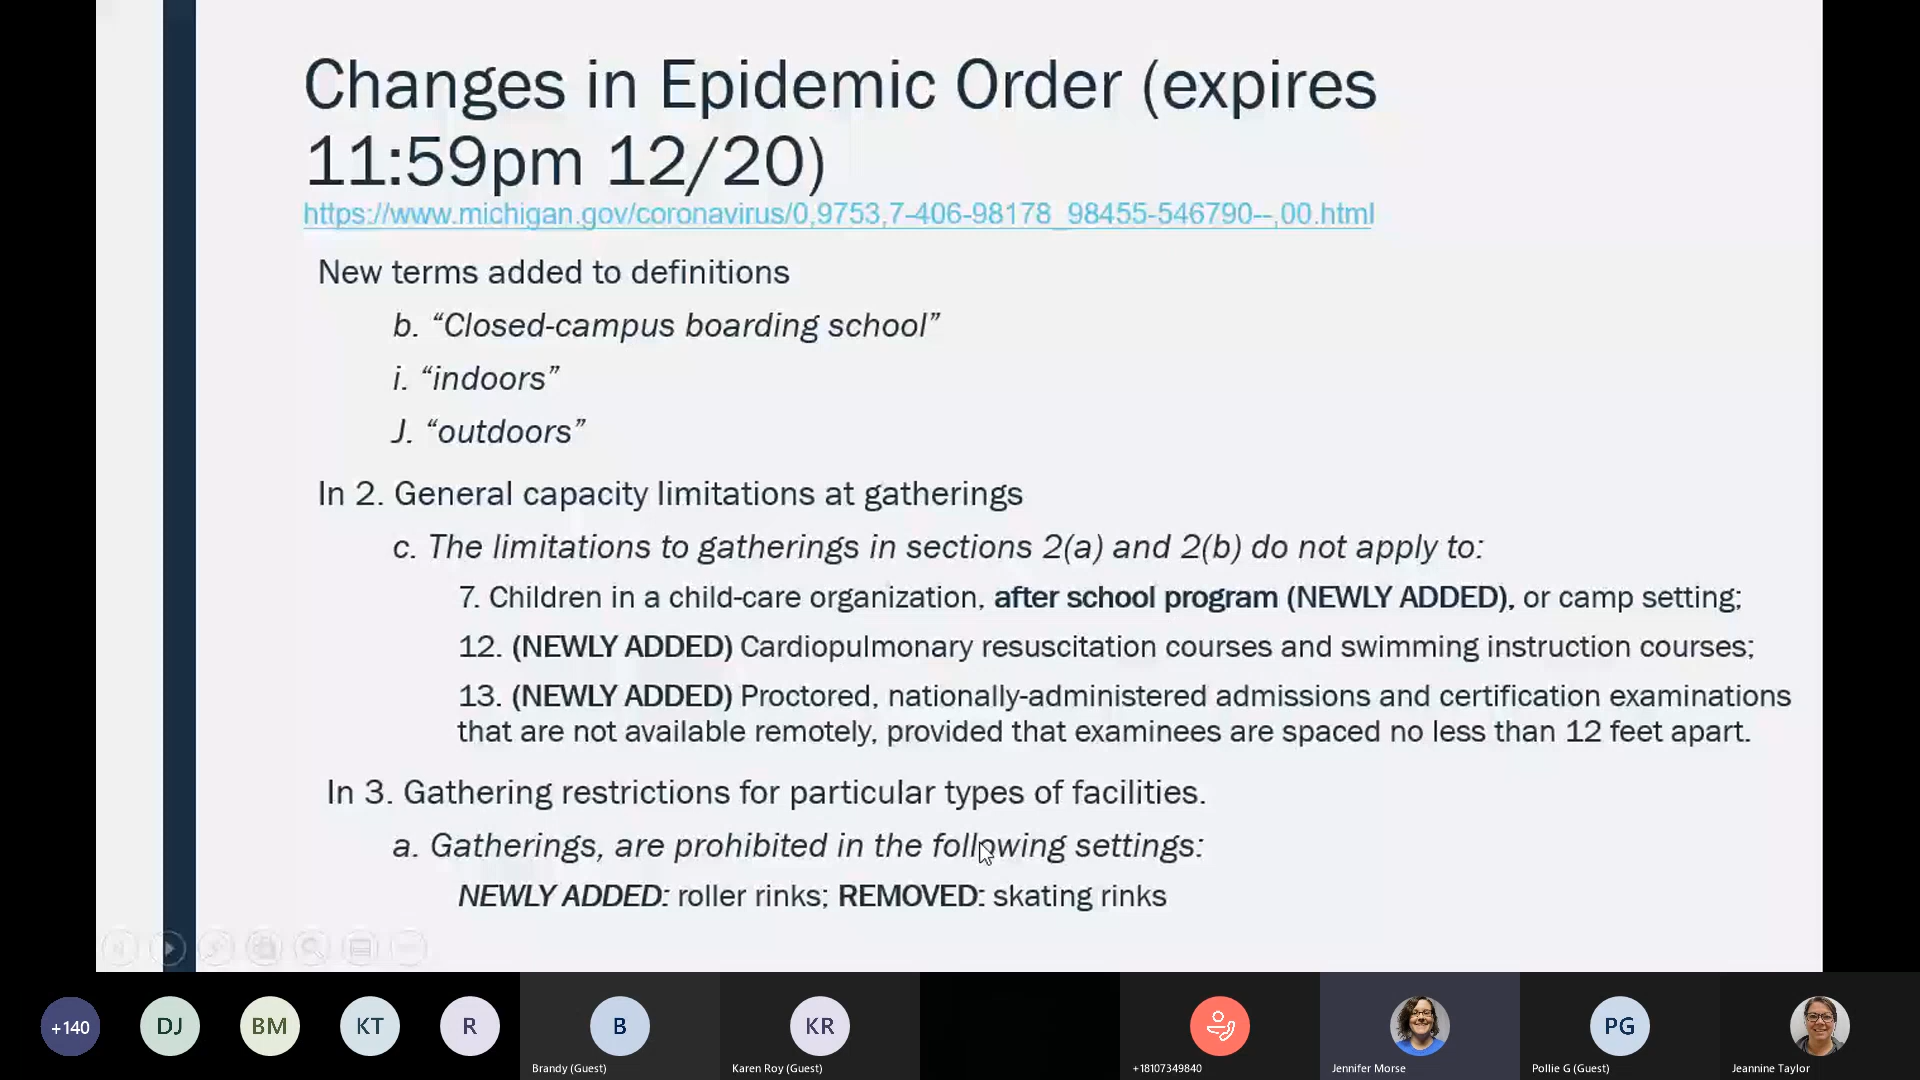 Changes in Epidemic Order (expires
11:59pm 12/20)
https://www.michigan.gov/coronavirus/0,9753,7-406-98178_98455-546790--,00.html
New terms added to definitions
b. “Closed-campus boarding school”
i. “indoors”
J. “outdoors”
In 2. General capacity limitations at gatherings
c. The limitations to gatherings in sections 2(a) and 2(b) do not apply to:
7. Children in a child-care organization, after school program (NEWLY ADDED), or camp setting;
12. (NEWLY ADDED) Cardiopulmonary resuscitation courses and swimming instruction courses;
13. (NEWLY ADDED) Proctored, nationally-administered admissions and certification examinations
that are not available remotely, provided that examinees are spaced no less than 12 feet apart.
In 3. Gathering restrictions for particular types of facilities.
a. Gatherings, are prohibited in the following settings:
NEWLY ADDED: roller rinks; REMOVED: skating rinks
+140 DJ BM KT R B KR PG
Brandy (Guest) Karen Roy (Guest) +18107349840 Jennifer Morse Pollie G (Guest) Jeannine Taylor